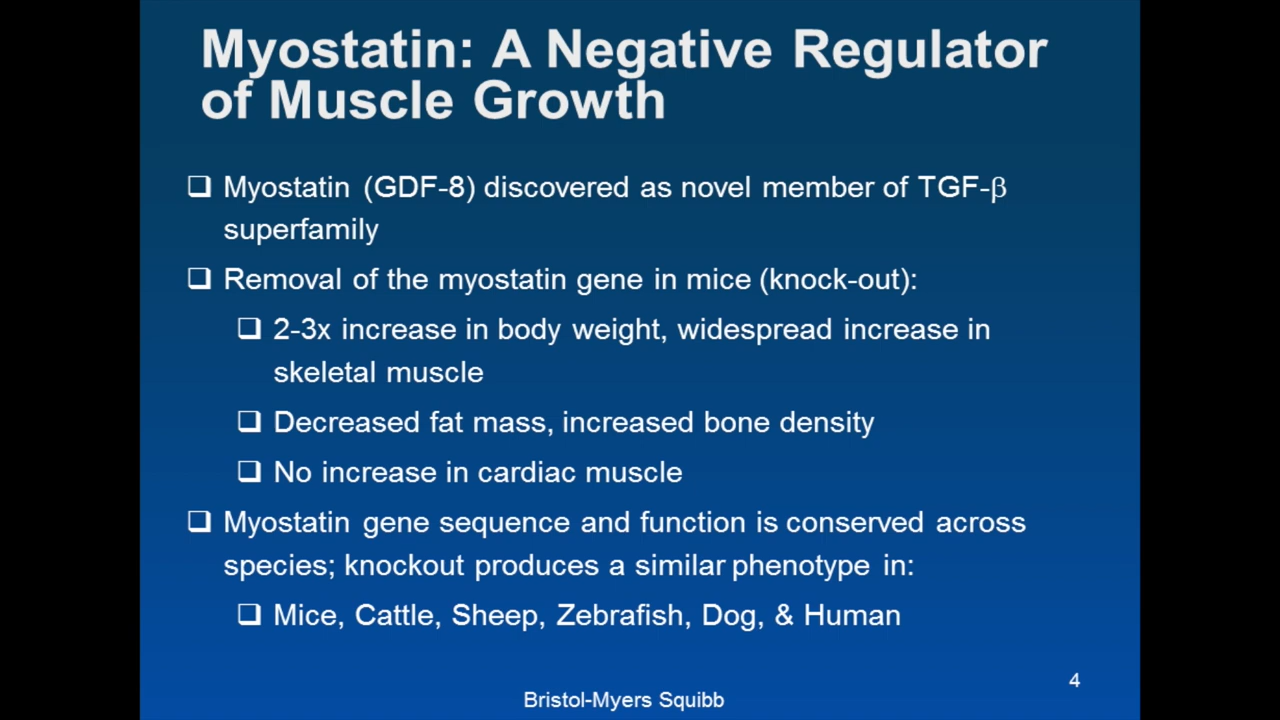 Myostatin: A Negative Regulator
of Muscle Growth
❑ Myostatin (GDF-8) discovered as novel member of TGF-β
superfamily
❑ Removal of the myostatin gene in mice (knock-out):
❑ 2-3x increase in body weight, widespread increase in
skeletal muscle
❑ Decreased fat mass, increased bone density
❑ No increase in cardiac muscle
❑ Myostatin gene sequence and function is conserved across
species; knockout produces a similar phenotype in:
❑ Mice, Cattle, Sheep, Zebrafish, Dog, & Human
4
Bristol-Myers Squibb